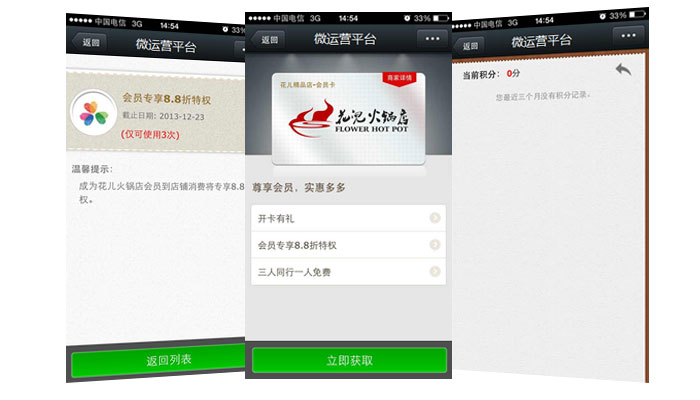 中国电信 3G 14:54 33%
返回 微运营平台
会员专享8.8折特权
截止日期: 2013-12-23
(仅可使用3次)
温馨提示：
成为花儿火锅店会员到店铺消费将专享8.8
权。
返回列表
中国电信 3G 14:54 33%
返回 微运营平台
花儿精品店-会员卡
商家详情
花儿火锅店
FLOWER HOT POT
尊享会员，实惠多多
开卡有礼
会员专享8.8折特权
三人同行一人免费
立即获取
中国电信 3G 14:54 33%
返回 微运营平台
当前积分：0分
您最近三个月没有积分记录。